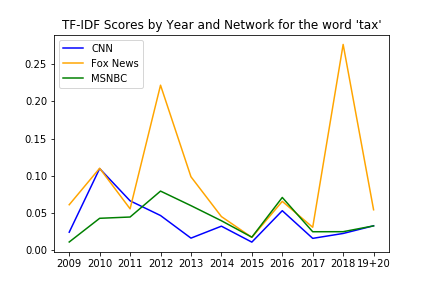 TF-IDF Scores by Year and Network for the word 'tax'
CNN
Fox News
MSNBC
0.25
0.20
0.15
0.10
0.05
0.00
2009 2010 2011 2012 2013 2014 2015 2016 2017 2018 19+20